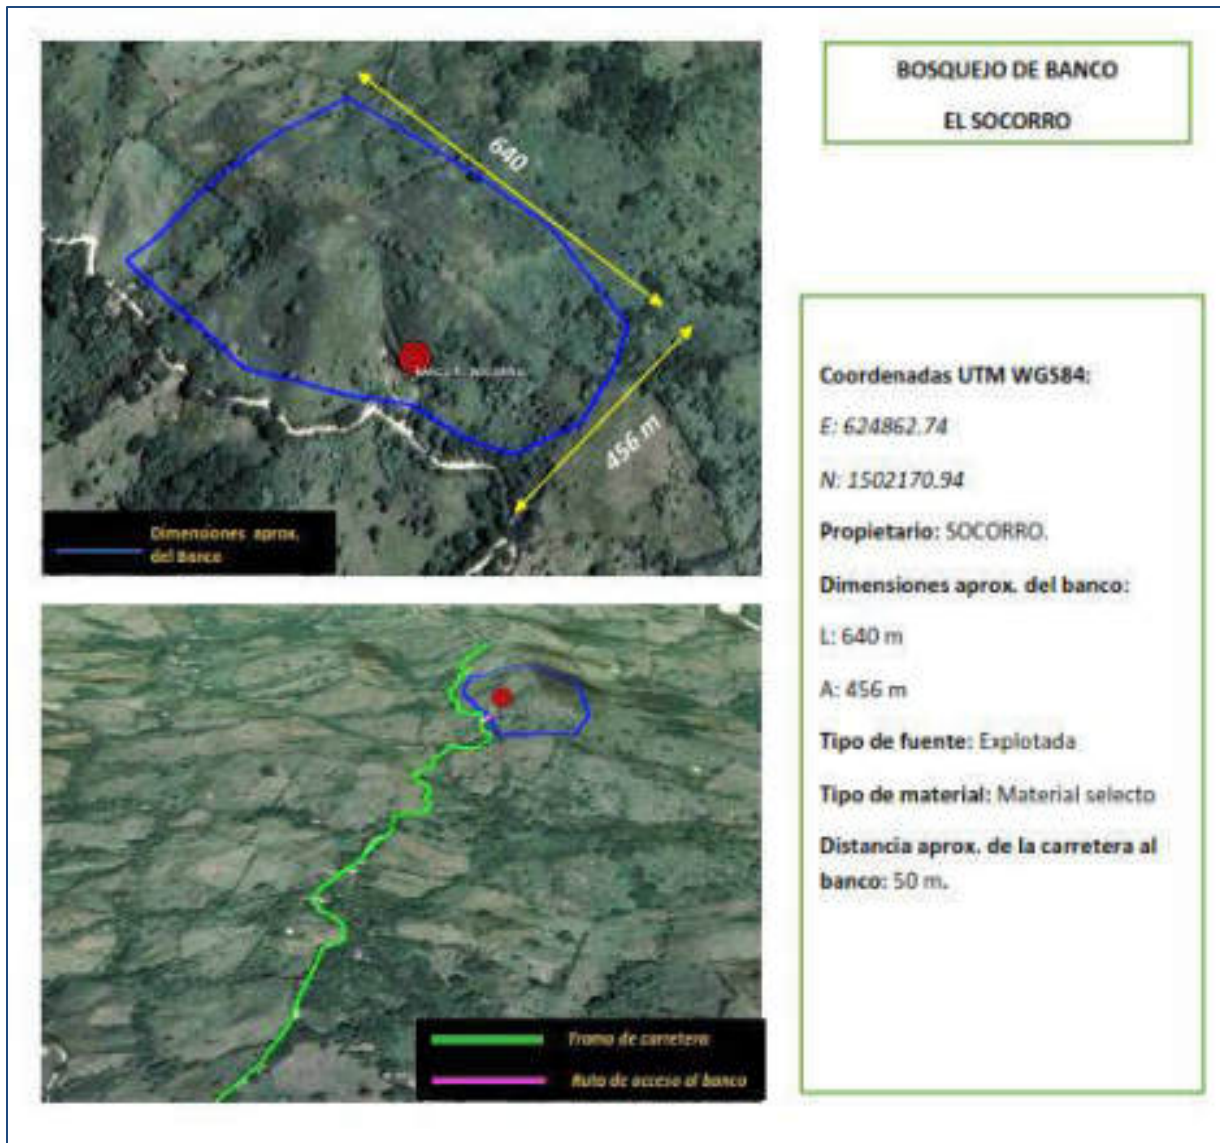 BOSQUEJO DE BANCO
EL SOCORRO
640
456 m
Dimensiones aprox.
del Banco
Coordenadas UTM WGS84:
E: 624862.74
N: 1502170.94
Propietario: SOCORRO.
Dimensiones aprox. del banco:
L: 640 m
A: 456 m
Tipo de fuente: Explotada
Tipo de material: Material selecto
Distancia aprox. de la carretera al
banco: 50 m.
Tramo de carretera
Ruta de acceso al banco